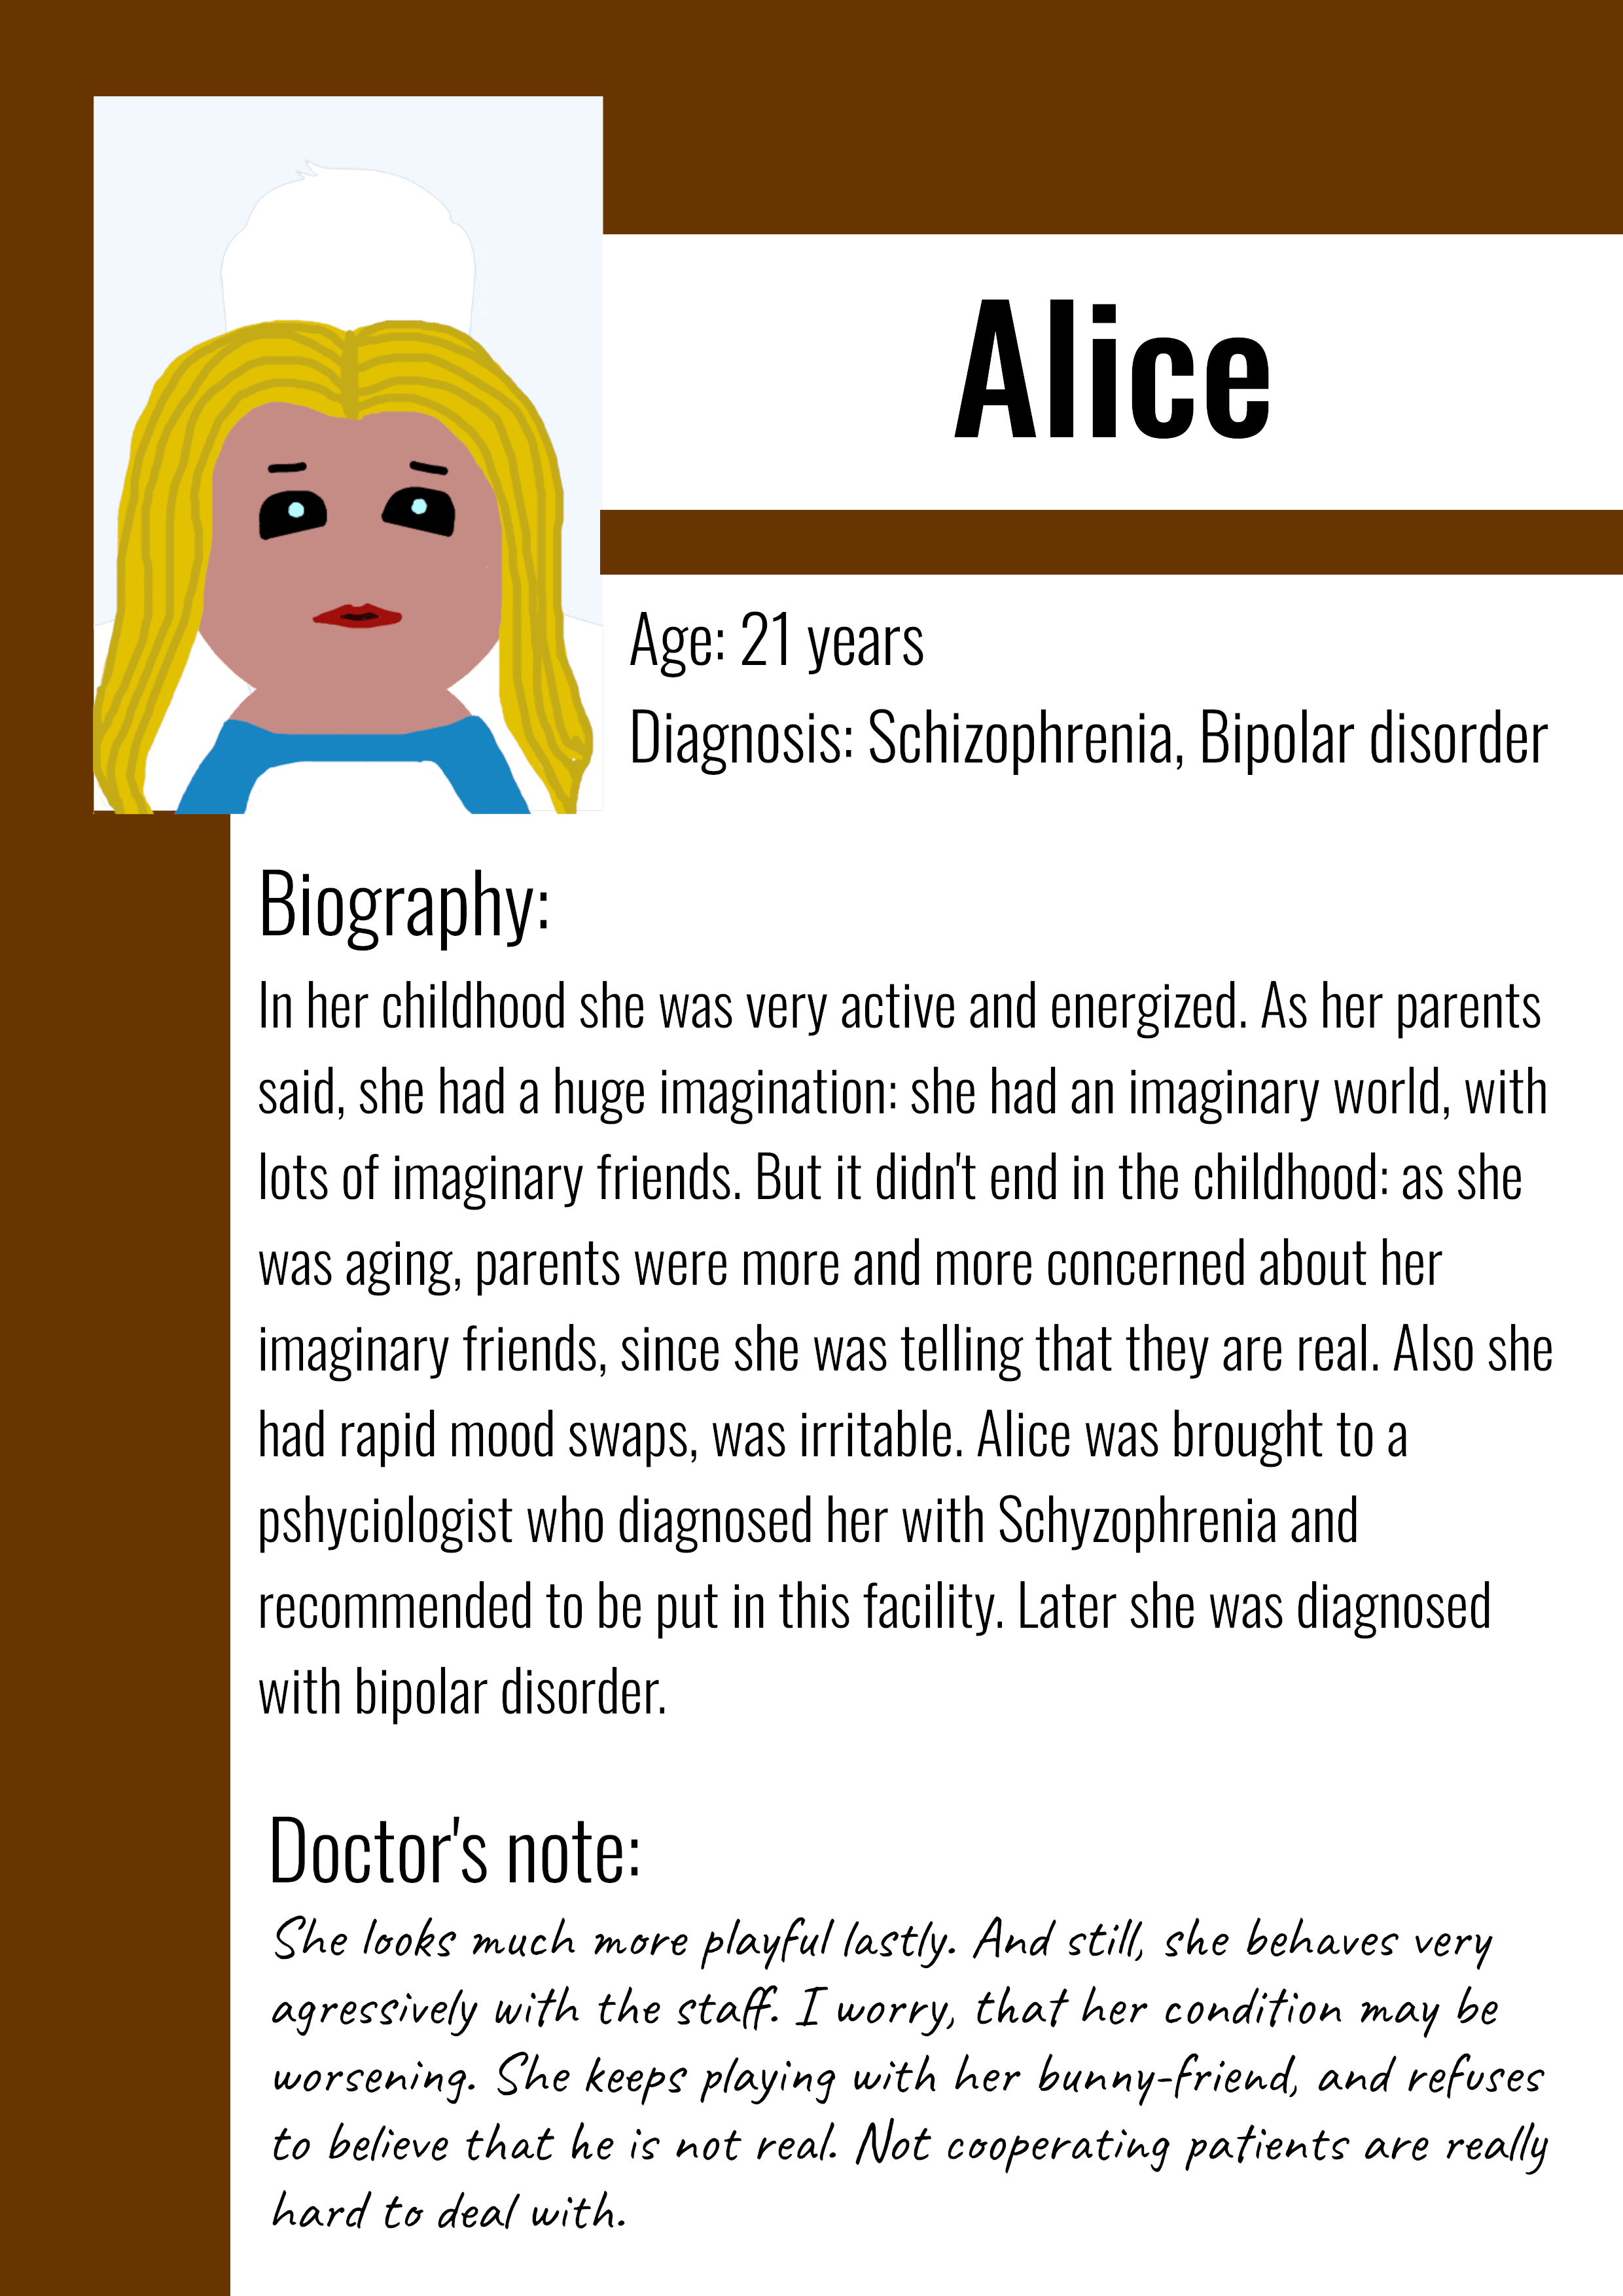 Alice
Age: 21 years
Diagnosis: Schizophrenia, Bipolar disorder
Biography:
In her childhood she was very active and energized. As her parents
said, she had a huge imagination: she had an imaginary world, with
lots of imaginary friends. But it didn't end in the childhood: as she
was aging, parents were more and more concerned about her
imaginary friends, since she was telling that they are real. Also she
had rapid mood swaps, was irritable. Alice was brought to a
pshyciologist who diagnosed her with Schyzophrenia and
recommended to be put in this facility. Later she was diagnosed
with bipolar disorder.
Doctor's note:
She looks much more playful lastly. And still, she behaves very
agressively with the staff. I worry, that her condition may be
worsening. She keeps playing with her bunny-friend, and refuses
to believe that he is not real. Not cooperating patients are really
hard to deal with.